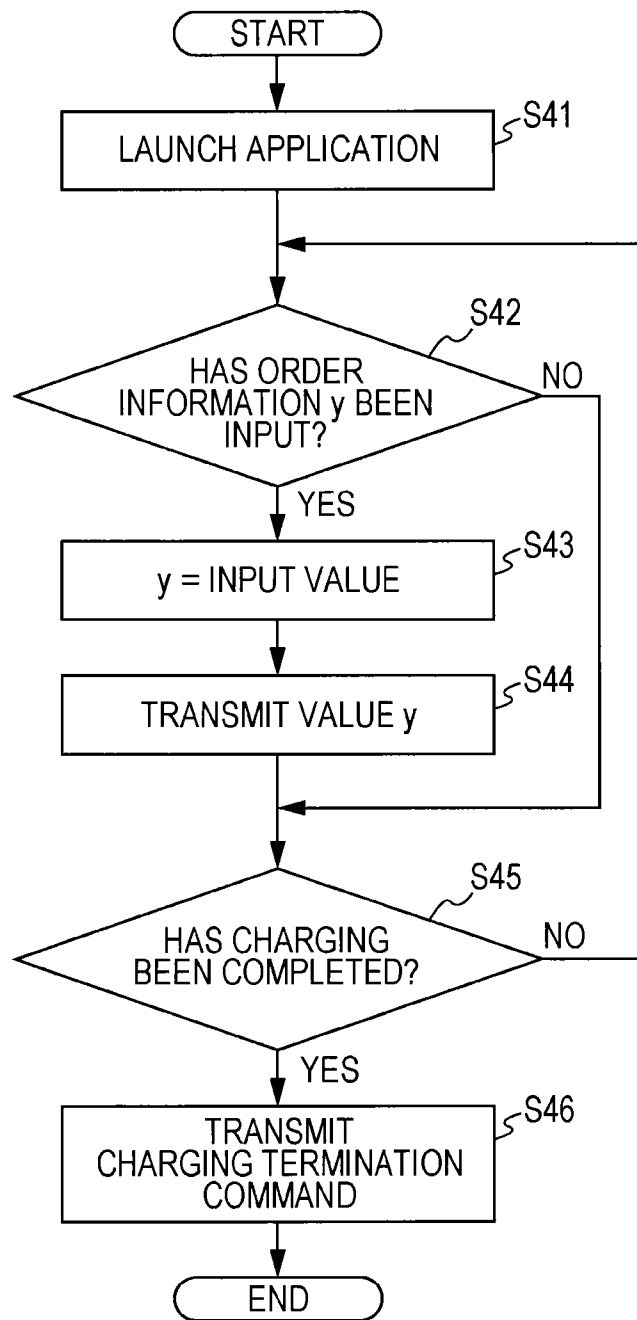 START
S41
LAUNCH APPLICATION
S42
HAS ORDER
INFORMATION y BEEN
INPUT?
NO
YES
S43
y = INPUT VALUE
S44
TRANSMIT VALUE y
S45
HAS CHARGING
BEEN COMPLETED?
NO
YES
S46
TRANSMIT
CHARGING TERMINATION
COMMAND
END